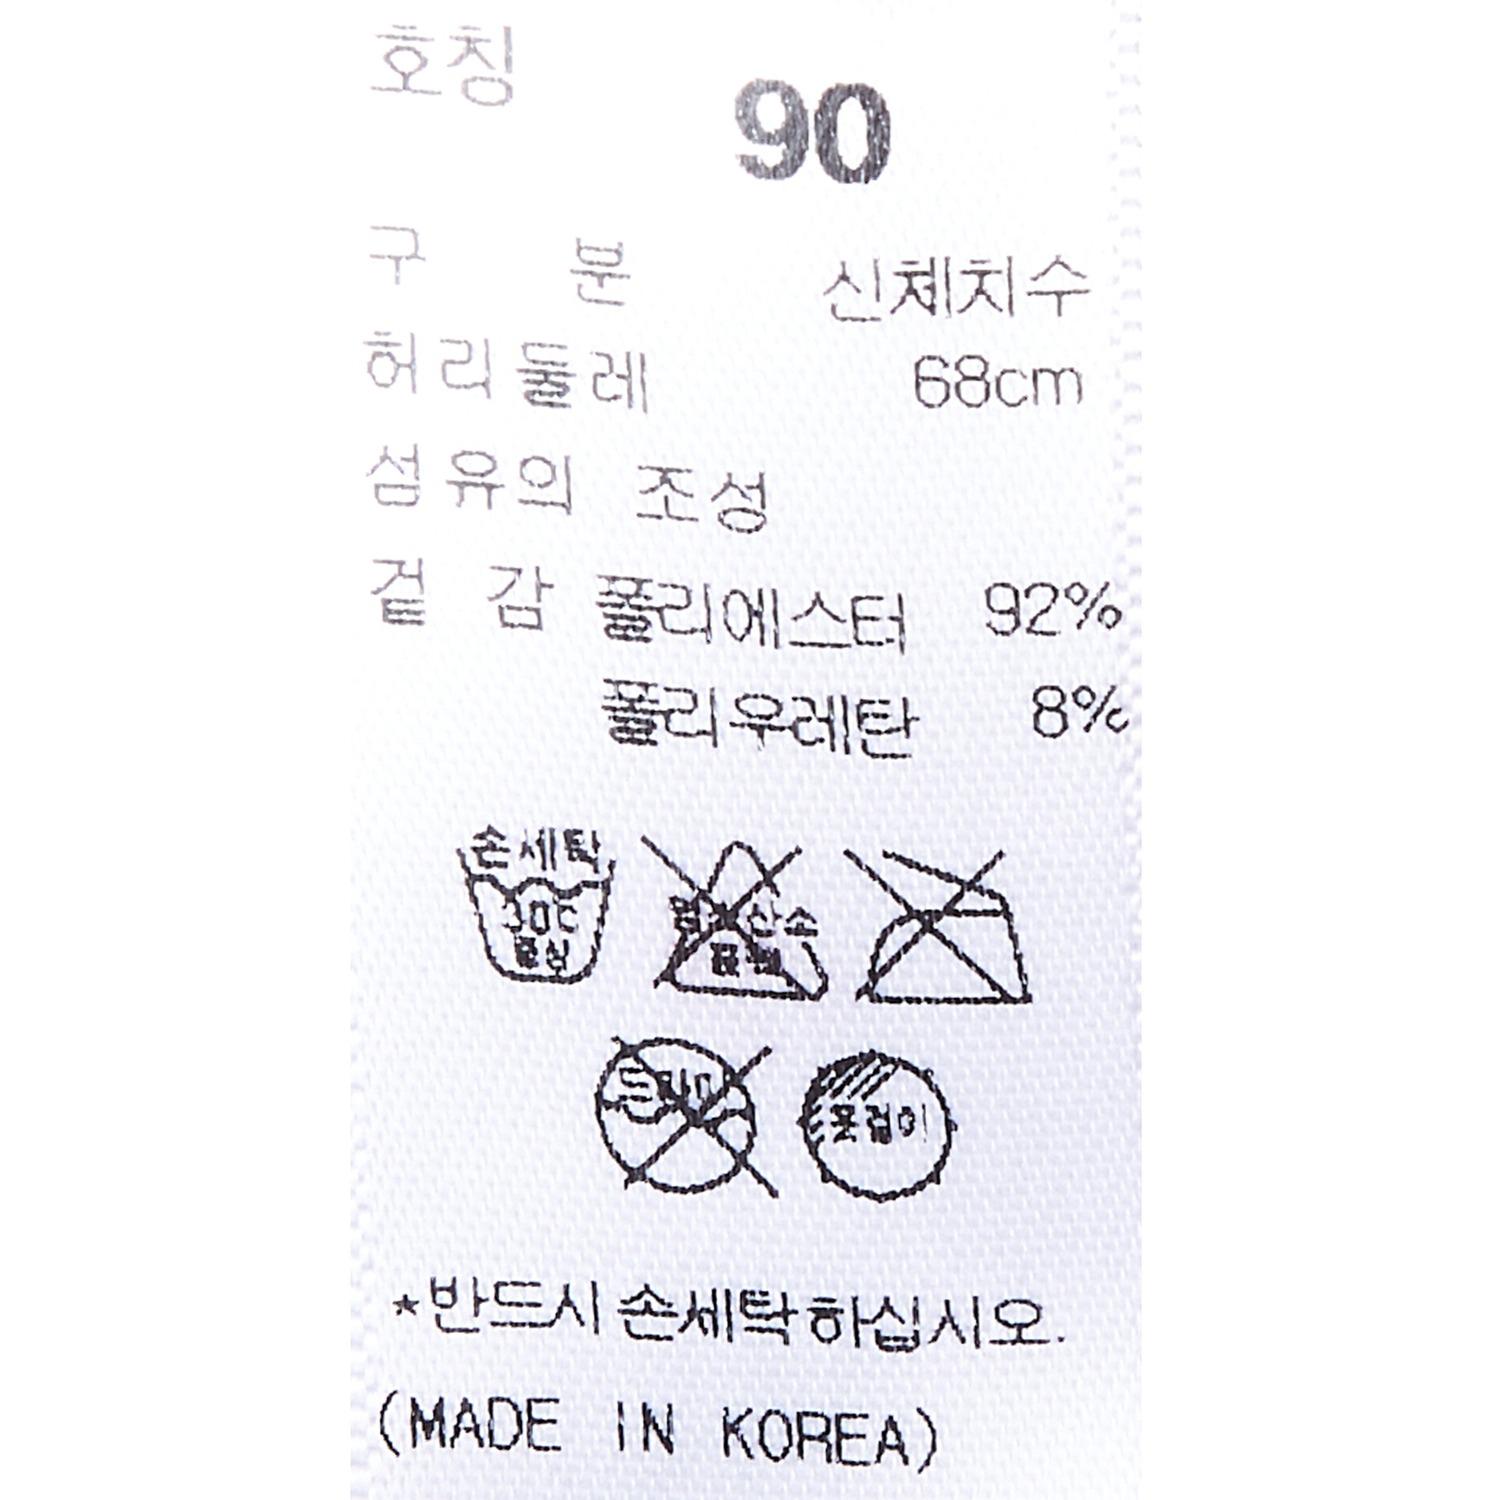 호칭
90
구 분 신체치수
허리둘레 68cm
섬유의 조성
겉 감 폴리에스터 92%
폴리우레탄 8%
손세탁
30℃
중성
염소산소
표백
드라이
옷걸이
*반드시 손세탁 하십시오.
(MADE IN KOREA)